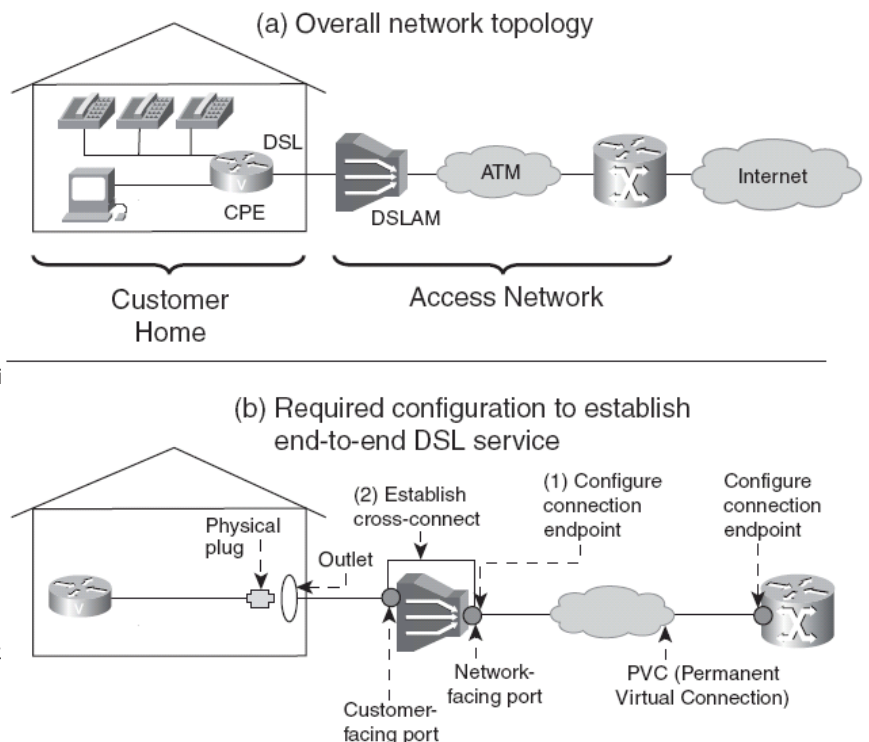 (a) Overall network topology
DSL
V
CPE
DSLAM
ATM
Internet
Customer
Home
Access Network
i
(b) Required configuration to establish
end-to-end DSL service
Physical
plug
Outlet
(2) Establish
cross-connect
(1) Configure
connection
endpoint
Configure
connection
endpoint
V
Customer-
facing port
Network-
facing port
PVC (Permanent
Virtual Connection)